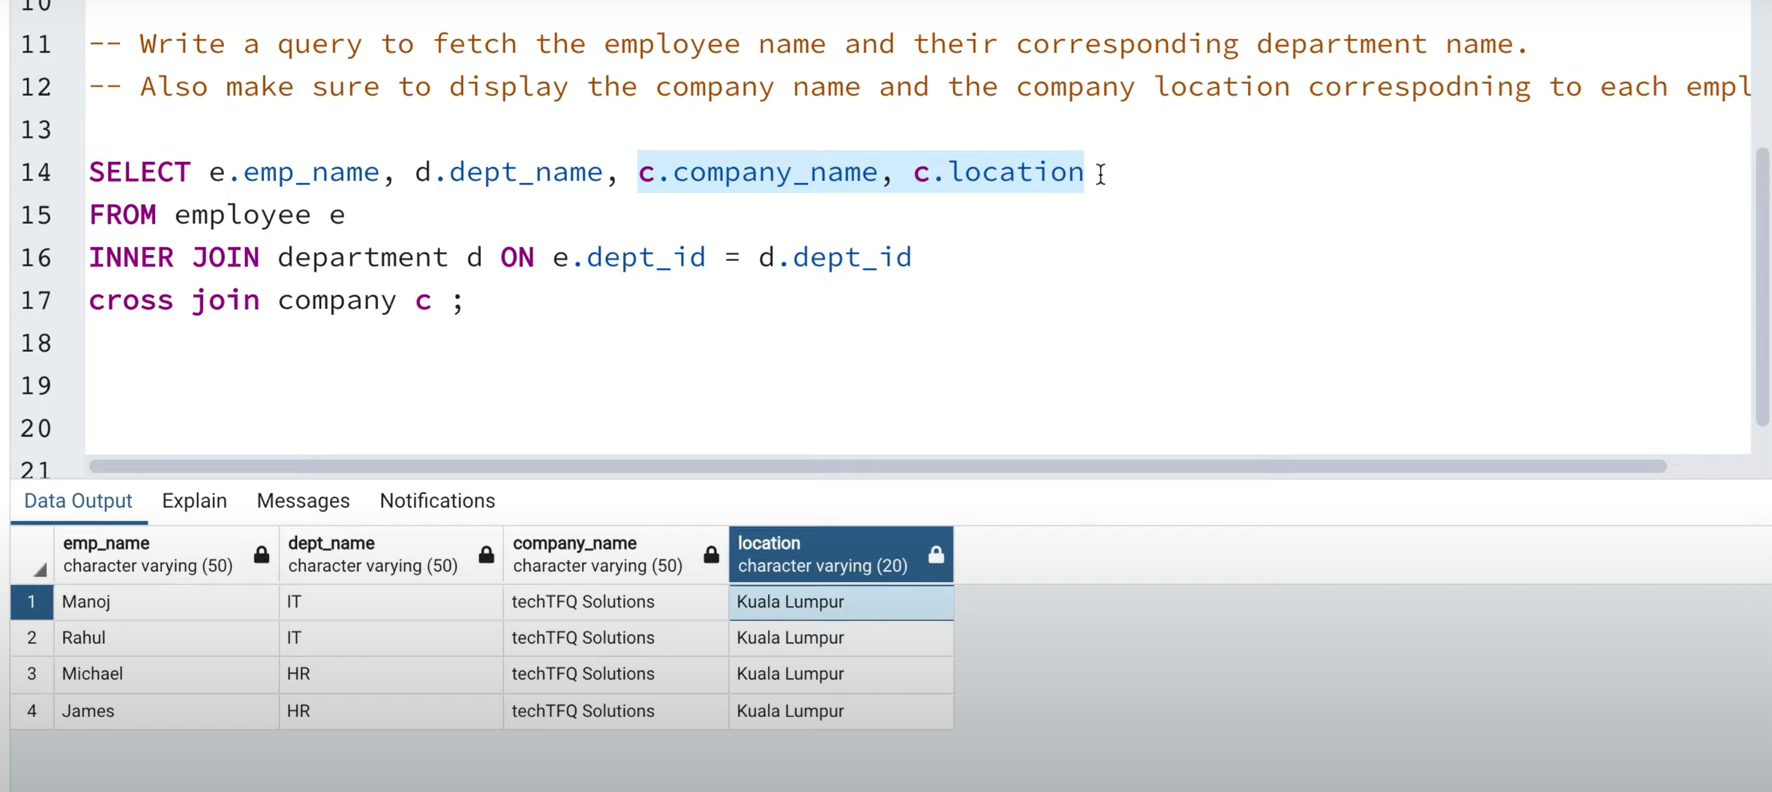 10
11 -- Write a query to fetch the employee name and their corresponding department name.
12 -- Also make sure to display the company name and the company location correspodning to each empl
13
14 SELECT e.emp_name, d.dept_name, c.company_name, c.location
15 FROM employee e
16 INNER JOIN department d ON e.dept_id = d.dept_id
17 cross join company c ;
18
19
20
21
Data Output Explain Messages Notifications
emp_name dept_name company_name location
character varying (50) character varying (50) character varying (50) character varying (20)
1 Manoj IT techTFQ Solutions Kuala Lumpur
2 Rahul IT techTFQ Solutions Kuala Lumpur
3 Michael HR techTFQ Solutions Kuala Lumpur
4 James HR techTFQ Solutions Kuala Lumpur